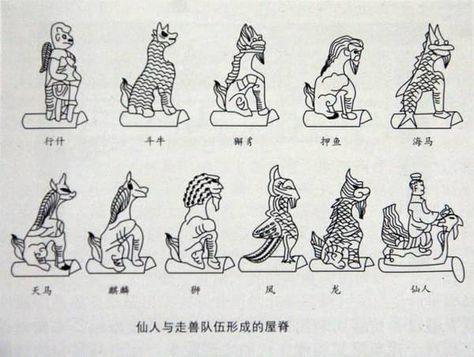 行什 斗牛 獬豸 押鱼 海马
天马 麒麟 狮 凤 龙 仙人
仙人与走兽队伍形成的屋脊